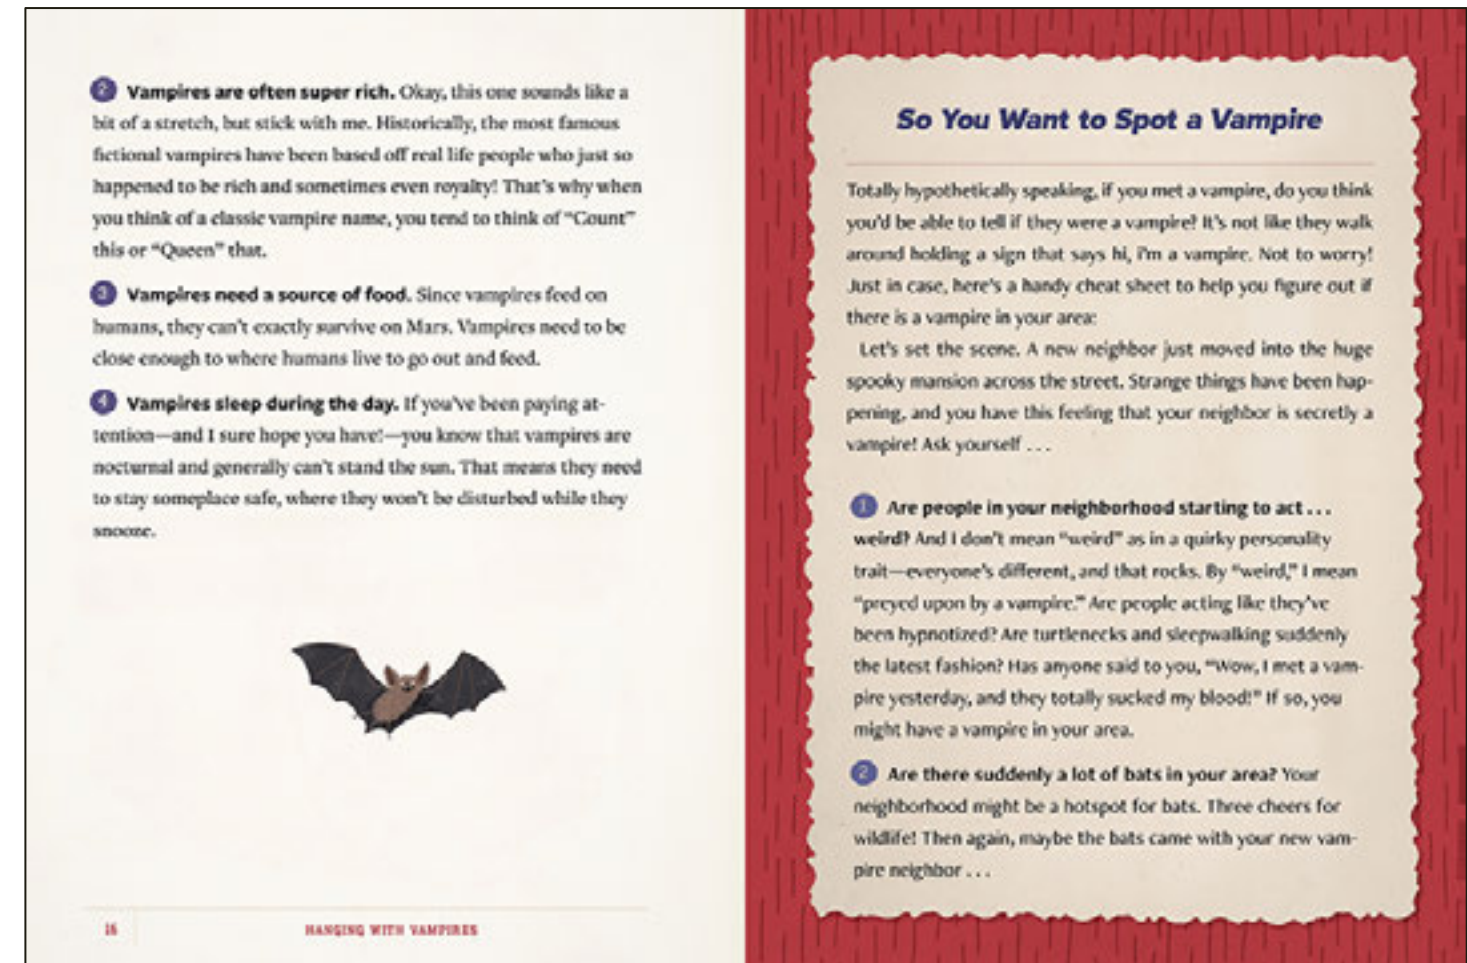 2 Vampires are often super rich. Okay, this one sounds like a
bit of a stretch, but stick with me. Historically, the most famous
fictional vampires have been based off real life people who just so
happened to be rich and sometimes even royalty! That's why when
you think of a classic vampire name, you tend to think of “Count”
this or “Queen” that.
3 Vampires need a source of food. Since vampires feed on
humans, they can't exactly survive on Mars. Vampires need to be
close enough to where humans live to go out and feed.
4 Vampires sleep during the day. If you've been paying at-
tention—and I sure hope you have!—you know that vampires are
nocturnal and generally can't stand the sun. That means they need
to stay someplace safe, where they won't be disturbed while they
snooze.
16 HANGING WITH VAMPIRES
So You Want to Spot a Vampire
Totally hypothetically speaking, if you met a vampire, do you think
you'd be able to tell if they were a vampire? It's not like they walk
around holding a sign that says hi, i'm a vampire. Not to worry!
Just in case, here's a handy cheat sheet to help you figure out if
there is a vampire in your area:
Let's set the scene. A new neighbor just moved into the huge
spooky mansion across the street. Strange things have been hap-
pening, and you have this feeling that your neighbor is secretly a
vampire! Ask yourself . . .
1 Are people in your neighborhood starting to act . . .
weird? And I don't mean “weird” as in a quirky personality
trait—everyone's different, and that rocks. By “weird,” I mean
“preyed upon by a vampire.” Are people acting like they've
been hypnotized? Are turtlenecks and sleepwalking suddenly
the latest fashion? Has anyone said to you, “Wow, I met a vam-
pire yesterday, and they totally sucked my blood!” If so, you
might have a vampire in your area.
2 Are there suddenly a lot of bats in your area? Your
neighborhood might be a hotspot for bats. Three cheers for
wildlife! Then again, maybe the bats came with your new vam-
pire neighbor . . .